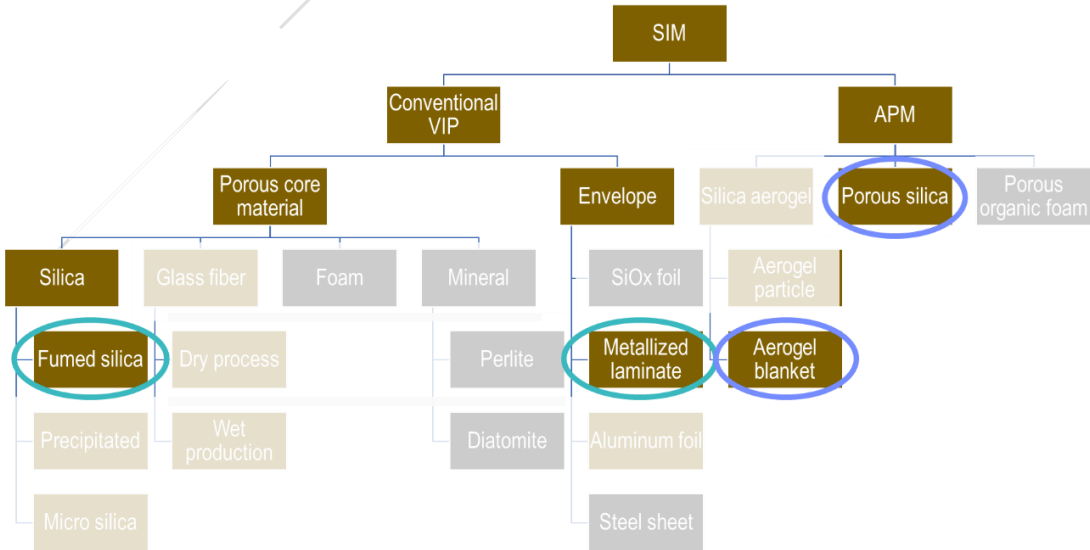 SIM
Conventional
VIP
APM
Porous core
material
Envelope
Silica aerogel
Porous silica
Porous
organic foam
Silica
Glass fiber
Foam
Mineral
SiOx foil
Aerogel
particle
Fumed silica
Dry process
Perlite
Metallized
laminate
Aerogel
blanket
Precipitated
Wet
production
Diatomite
Aluminum foil
Micro silica
Steel sheet